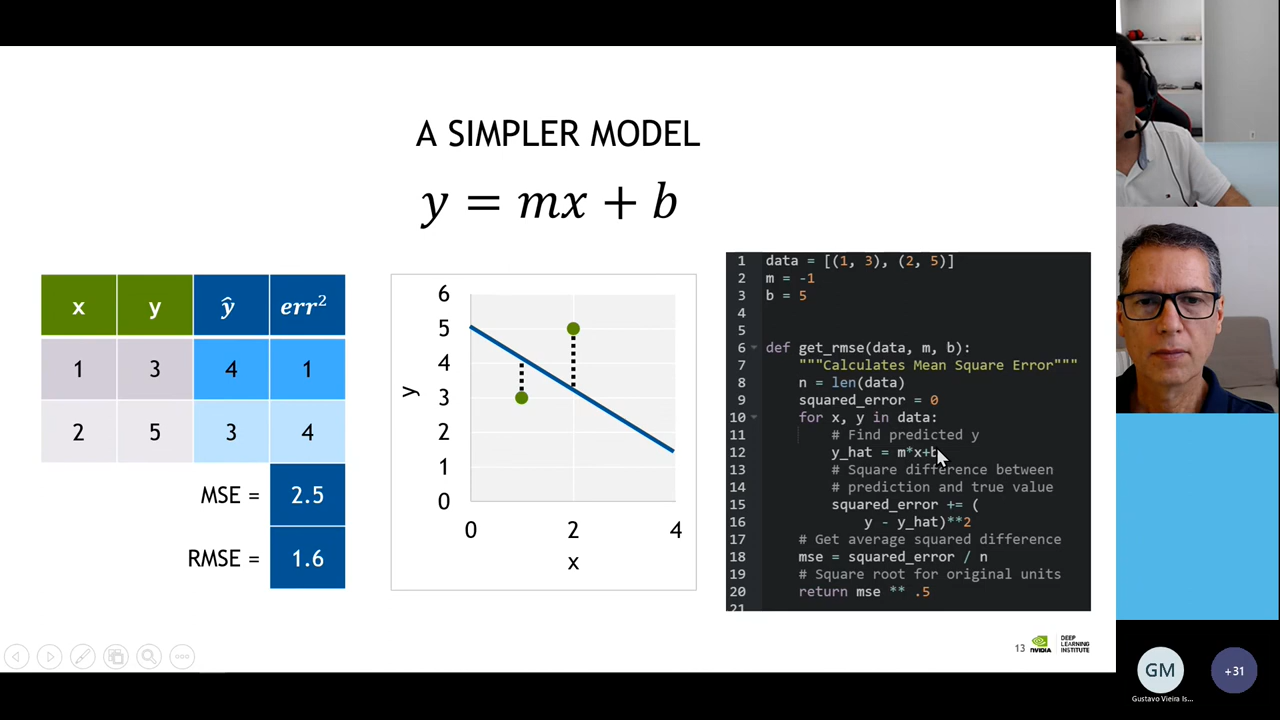 A SIMPLER MODEL
y = mx + b
x y ŷ err²
1 3 4 1
2 5 3 4
MSE = 2.5
RMSE = 1.6
6
5
4
3
2
1
0
y
0 2 4
x
1 data = [(1, 3), (2, 5)]
2 m = -1
3 b = 5
4
5
6 def get_rmse(data, m, b):
7 """Calculates Mean Square Error"""
8 n = len(data)
9 squared_error = 0
10 for x, y in data:
11 # Find predicted y
12 y_hat = m*x+b
13 # Square difference between
14 # prediction and true value
15 squared_error += (
16 y - y_hat)**2
17 # Get average squared difference
18 mse = squared_error / n
19 # Square root for original units
20 return mse ** .5
21
13
NVIDIA
DEEP
LEARNING
INSTITUTE
GM
+31
Gustavo Vieira Is...